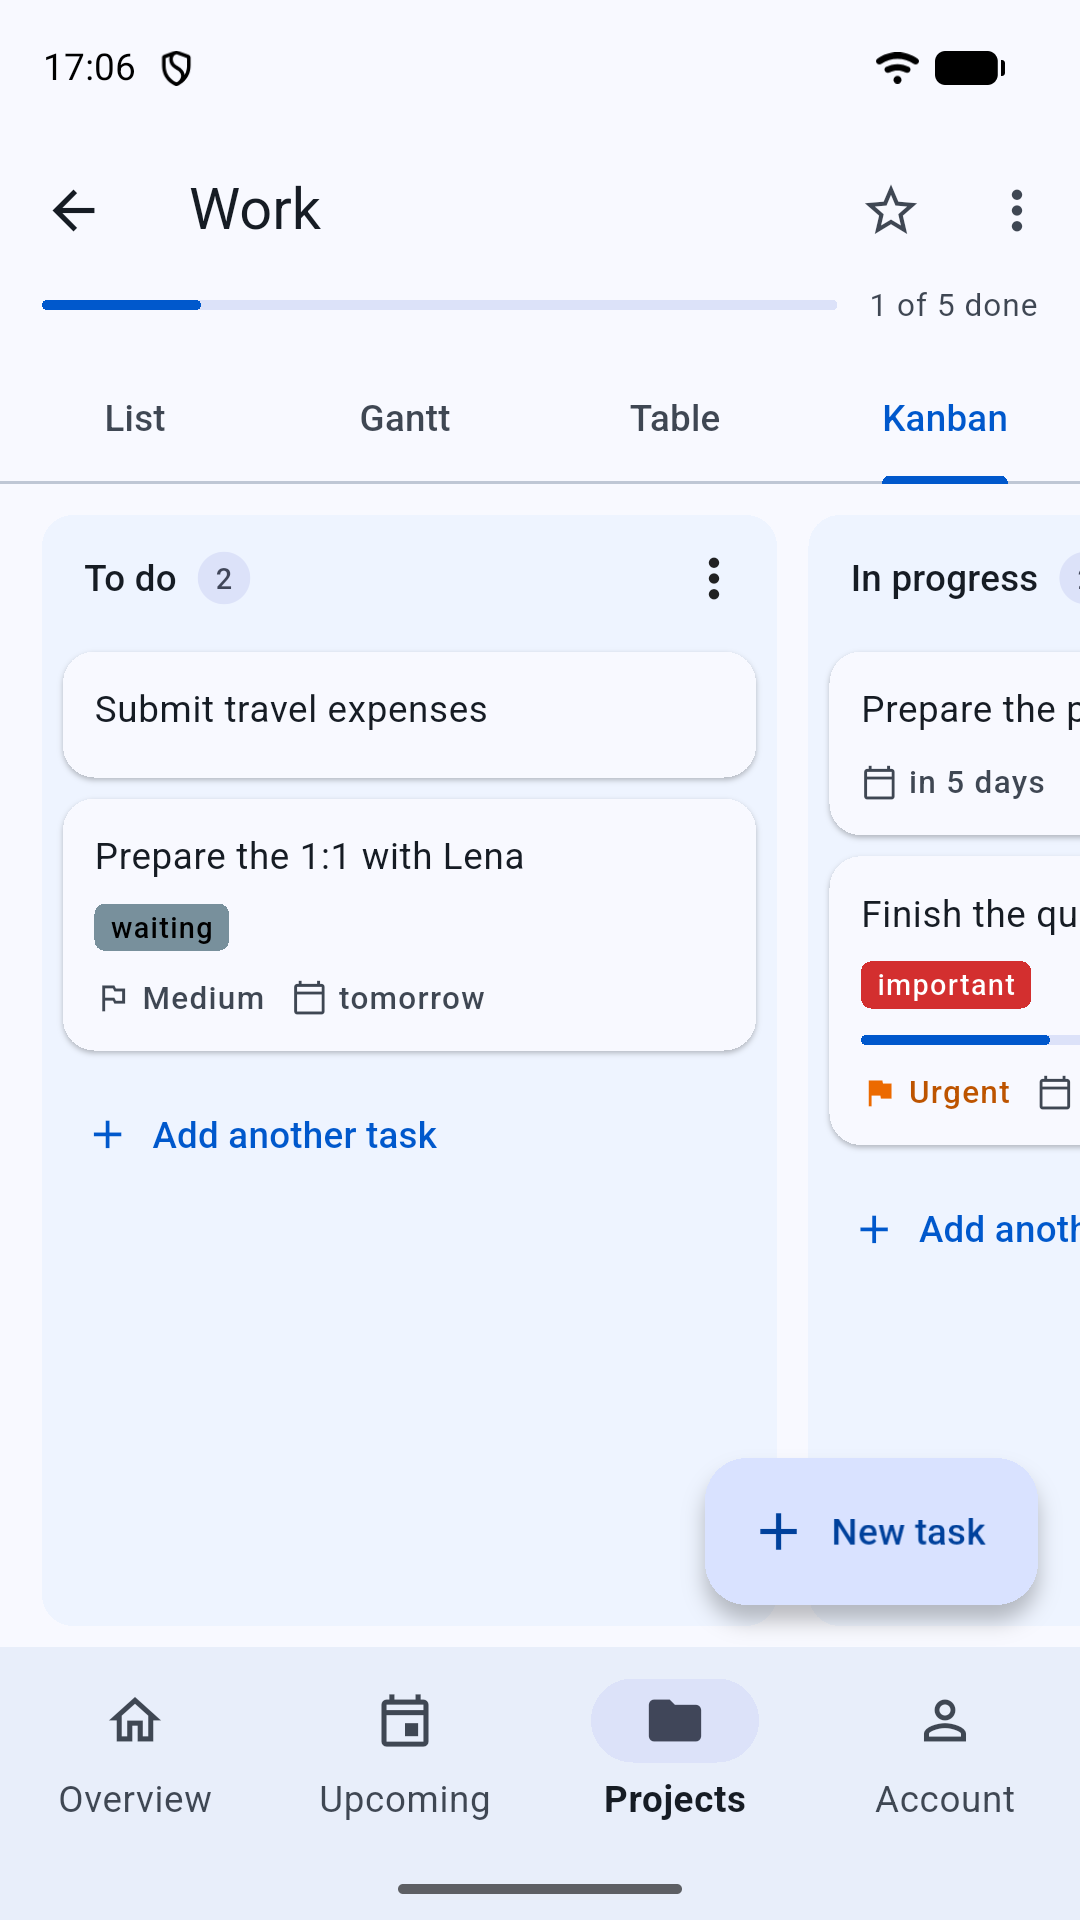 17:06
Work
1 of 5 done
List
Gantt
Table
Kanban
To do
2
Submit travel expenses
Prepare the 1:1 with Lena
waiting
Medium
tomorrow
Add another task
In progress
Prepare the
in 5 days
Finish the
important
Urgent
Add
New task
Overview
Upcoming
Projects
Account